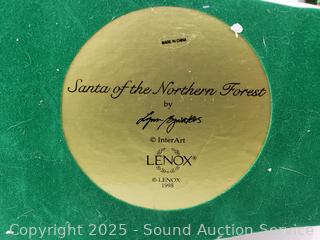 MADE IN CHINA
Santa of the Northern Forest
by
© InterArt
LENOX®
© LENOX
1998
Copyright 2025 - Sound Auction Service